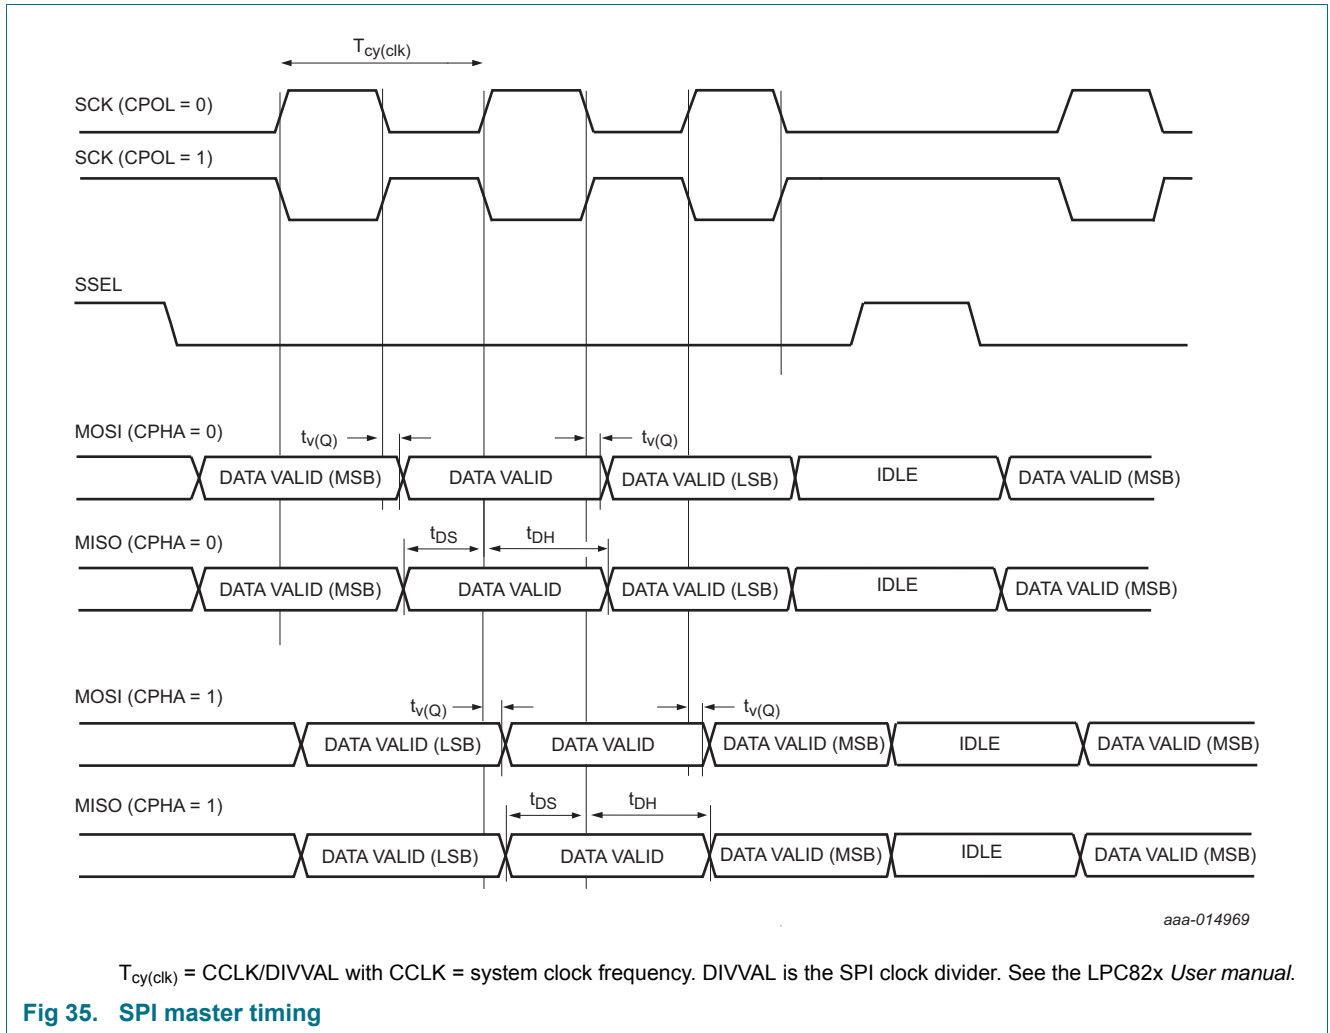 Tcy(clk)
SCK (CPOL = 0)
SCK (CPOL = 1)
SSEL
MOSI (CPHA = 0)
tv(Q) tv(Q)
DATA VALID (MSB) DATA VALID DATA VALID (LSB) IDLE DATA VALID (MSB)
MISO (CPHA = 0)
tDS tDH
DATA VALID (MSB) DATA VALID DATA VALID (LSB) IDLE DATA VALID (MSB)
MOSI (CPHA = 1)
tv(Q) tv(Q)
DATA VALID (LSB) DATA VALID DATA VALID (MSB) IDLE DATA VALID (MSB)
MISO (CPHA = 1)
tDS tDH
DATA VALID (LSB) DATA VALID DATA VALID (MSB) IDLE DATA VALID (MSB)
aaa-014969
Tcy(clk) = CCLK/DIVVAL with CCLK = system clock frequency. DIVVAL is the SPI clock divider. See the LPC82x User manual.
Fig 35. SPI master timing